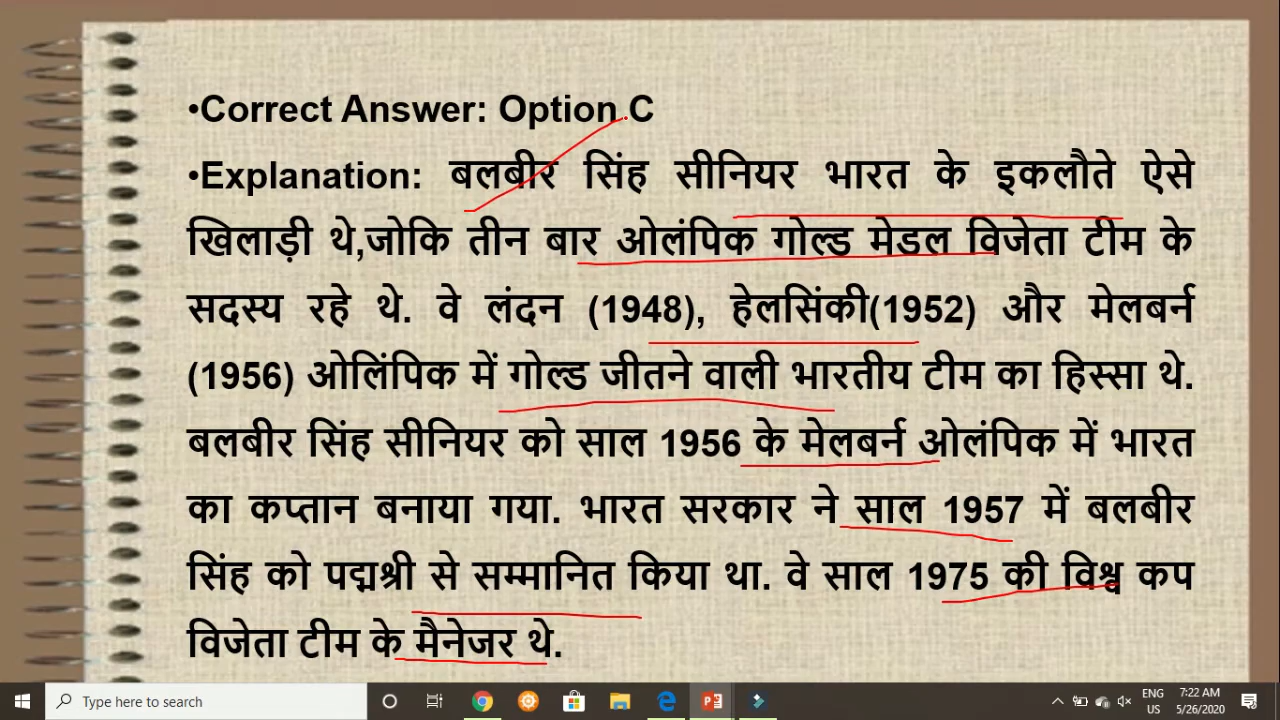 •Correct Answer: Option C
•Explanation: बलबीर सिंह सीनियर भारत के इकलौते ऐसे
खिलाड़ी थे,जोकि तीन बार ओलंपिक गोल्ड मेडल विजेता टीम के
सदस्य रहे थे. वे लंदन (1948), हेलसिंकी(1952) और मेलबर्न
(1956) ओलिंपिक में गोल्ड जीतने वाली भारतीय टीम का हिस्सा थे.
बलबीर सिंह सीनियर को साल 1956 के मेलबर्न ओलंपिक में भारत
का कप्तान बनाया गया. भारत सरकार ने साल 1957 में बलबीर
सिंह को पद्मश्री से सम्मानित किया था. वे साल 1975 की विश्व कप
विजेता टीम के मैनेजर थे.
Type here to search
ENG
US
7:22 AM
5/26/2020